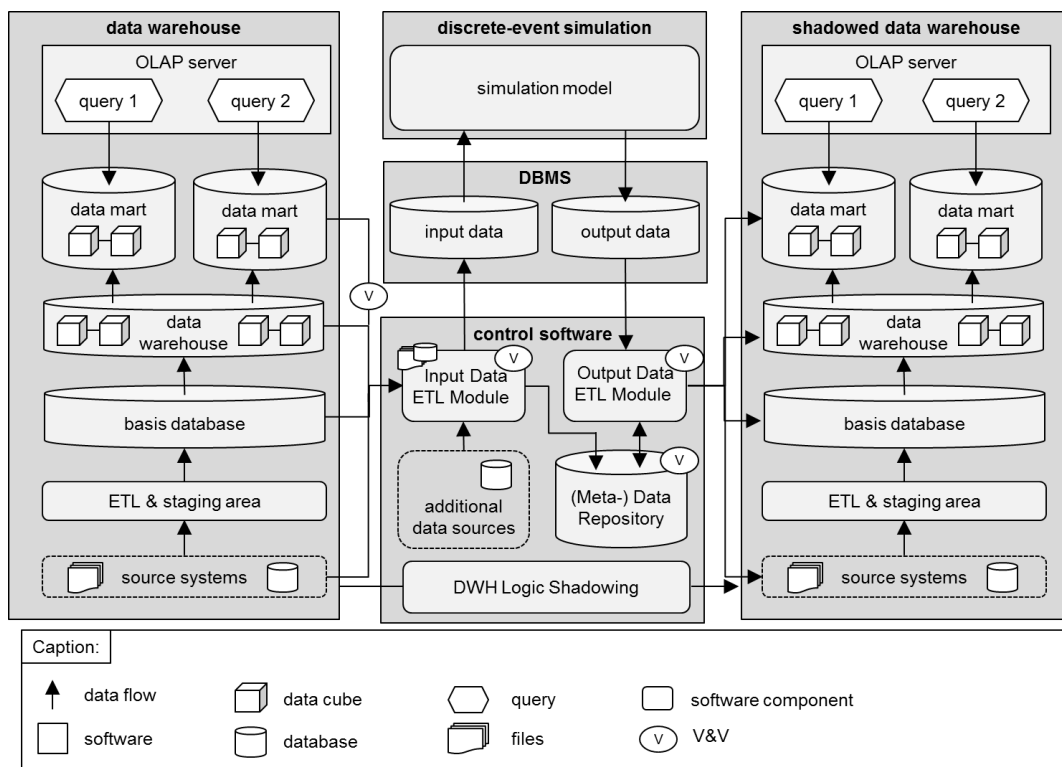 data warehouse
OLAP server
query 1
query 2
data mart
data mart
data
warehouse
basis database
ETL & staging area
source systems
discrete-event simulation
simulation model
DBMS
input data
output data
V
control software
V
V
Input Data
ETL Module
Output Data
ETL Module
V
additional
data sources
(Meta-) Data
Repository
DWH Logic Shadowing
shadowed data warehouse
OLAP server
query 1
query 2
data mart
data mart
data
warehouse
basis database
ETL & staging area
source systems
Caption:
data flow
data cube
query
software component
software
database
files
V
V&V